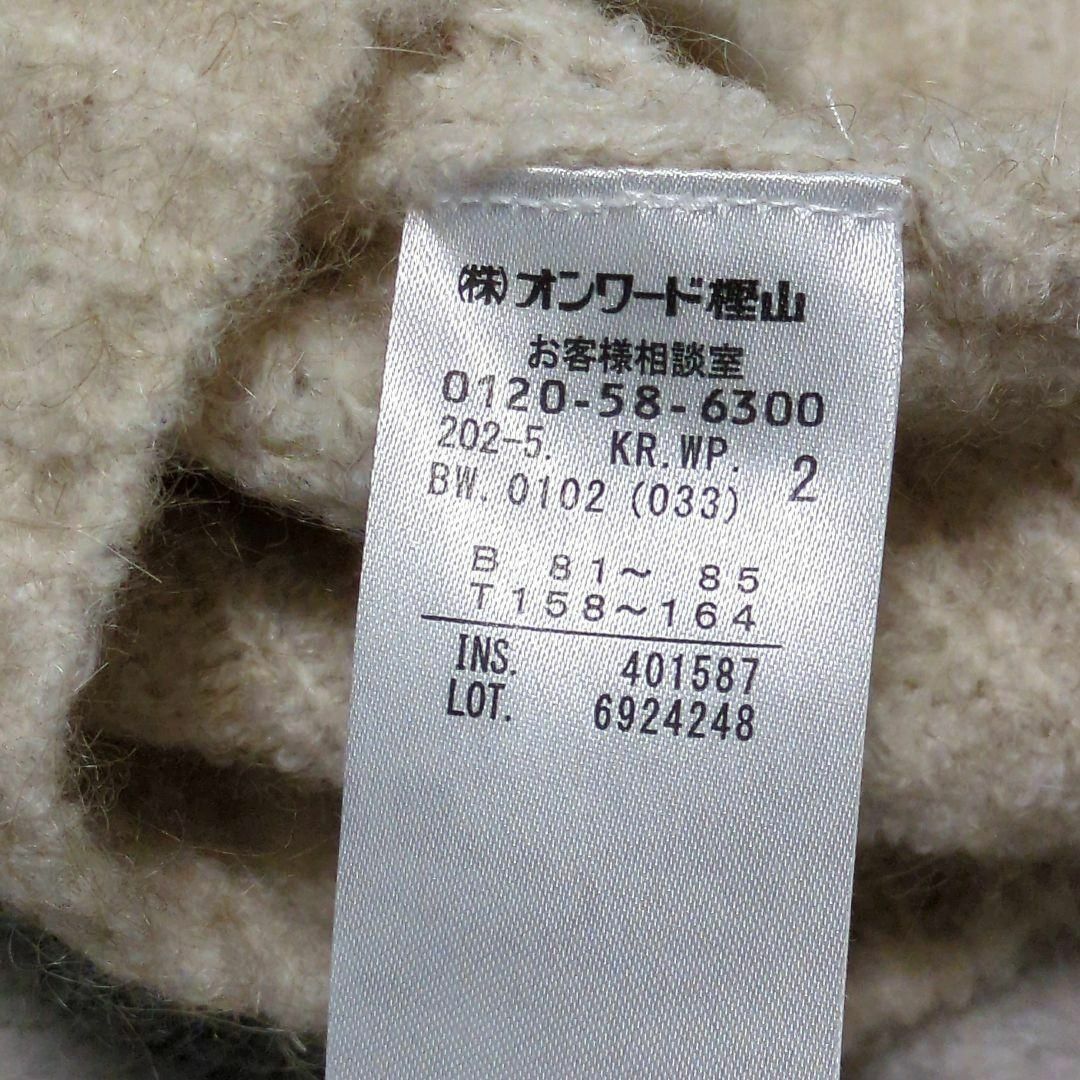 ㈱オンワード樫山
お客様相談室
0120-58-6300
202-5. KR.WP. 2
BW.0102 (033)
B 81～ 85
T158～164
INS. 401587
LOT. 6924248